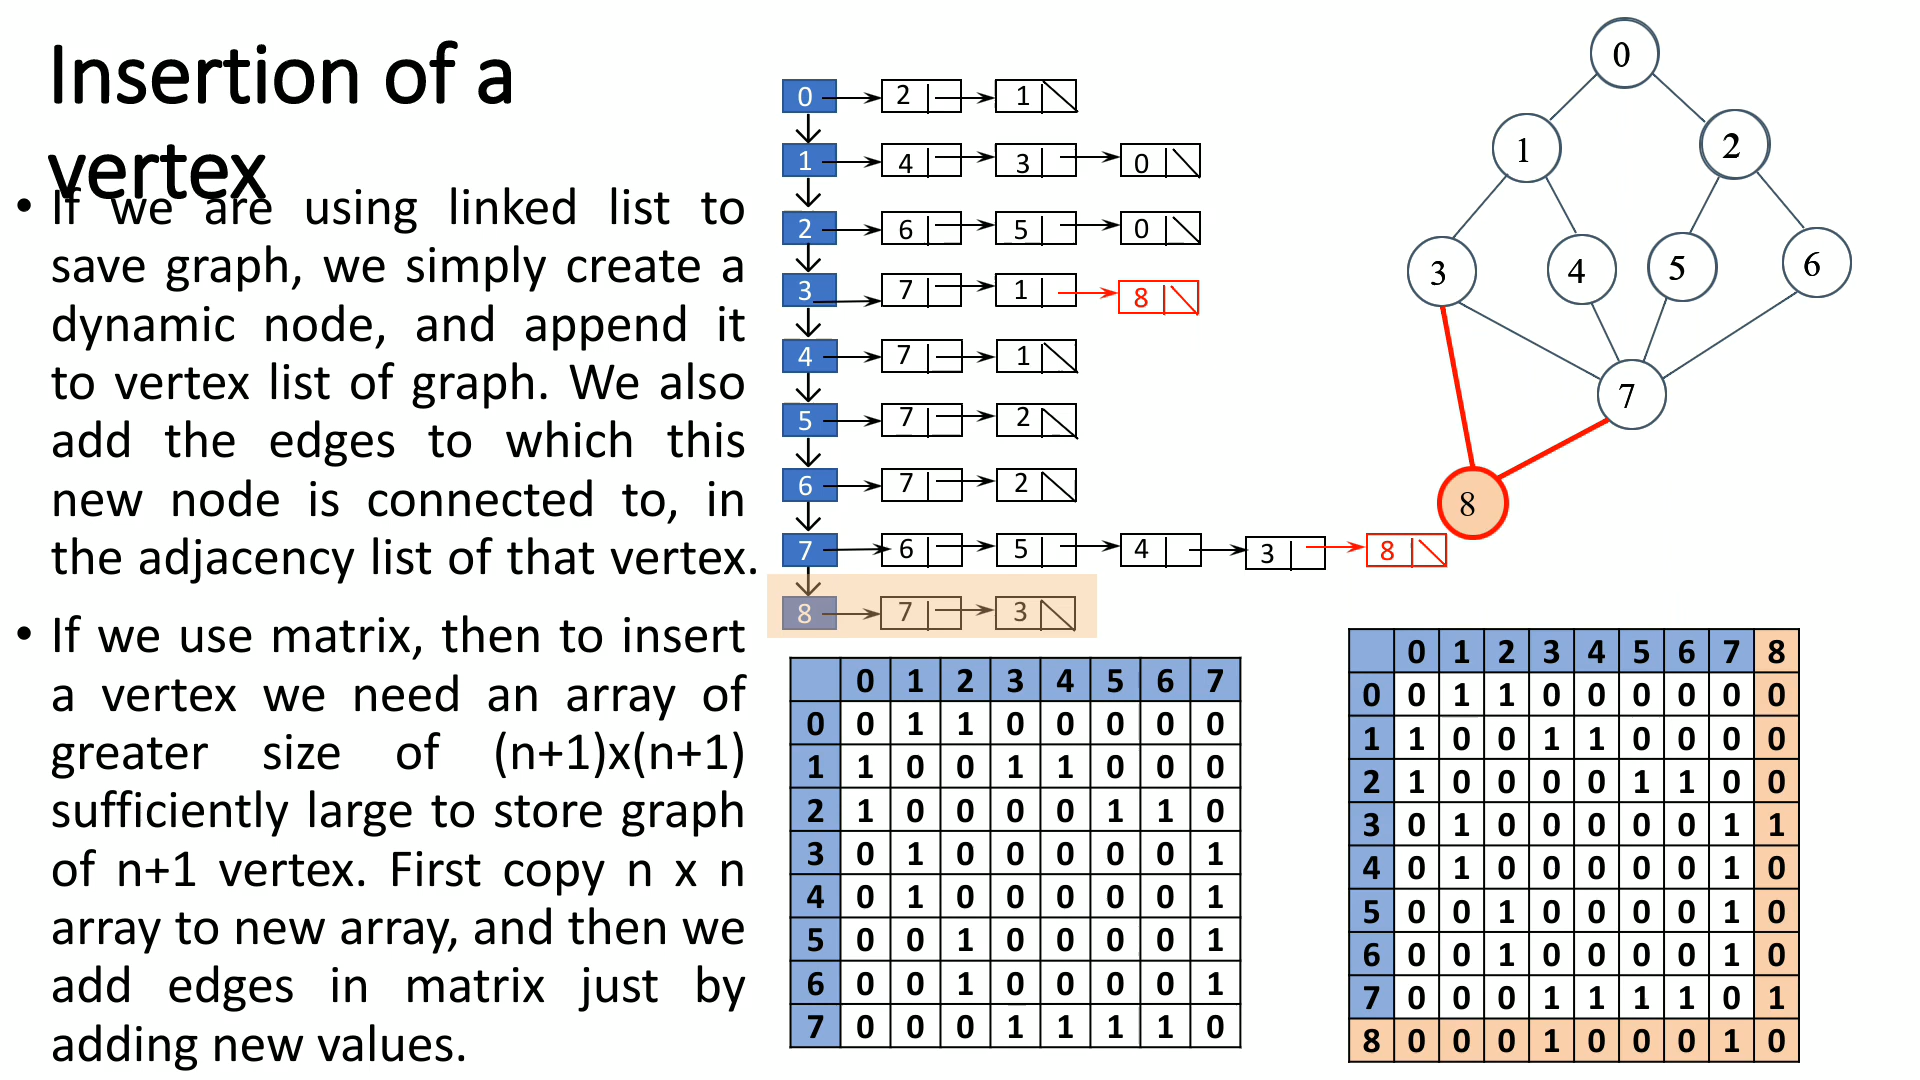 Insertion of a
vertex
• If we are using linked list to
save graph, we simply create a
dynamic node, and append it
to vertex list of graph. We also
add the edges to which this
new node is connected to, in
the adjacency list of that vertex.
• If we use matrix, then to insert
a vertex we need an array of
greater size of (n+1)x(n+1)
sufficiently large to store graph
of n+1 vertex. First copy n x n
array to new array, and then we
add edges in matrix just by
adding new values.
0 2 1
1 4 3 0
2 6 5 0
3 7 1 8
4 7 1
5 7 2
6 7 2
7 6 5 4 3 8
8 7 3
0
1 2
3 4 5 6
7
8
0 1 2 3 4 5 6 7
0 0 1 1 0 0 0 0 0
1 1 0 0 1 1 0 0 0
2 1 0 0 0 0 1 1 0
3 0 1 0 0 0 0 0 1
4 0 1 0 0 0 0 0 1
5 0 0 1 0 0 0 0 1
6 0 0 1 0 0 0 0 1
7 0 0 0 1 1 1 1 0
0 1 2 3 4 5 6 7 8
0 0 1 1 0 0 0 0 0 0
1 1 0 0 1 1 0 0 0 0
2 1 0 0 0 0 1 1 0 0
3 0 1 0 0 0 0 0 1 1
4 0 1 0 0 0 0 0 1 0
5 0 0 1 0 0 0 0 1 0
6 0 0 1 0 0 0 0 1 0
7 0 0 0 1 1 1 1 0 1
8 0 0 0 1 0 0 0 1 0